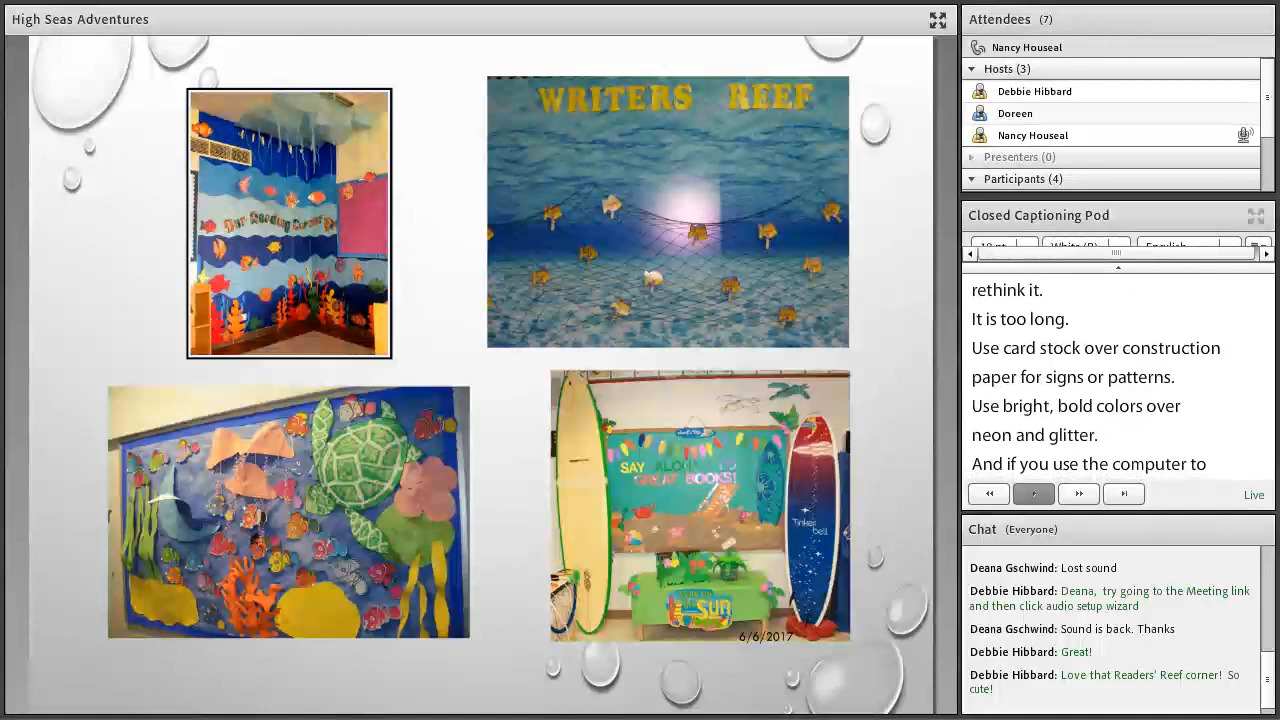 High Seas Adventures
WRITERS REEF
SAY ALOHA TO
GREAT BOOKS!
Tinker
bell
SUN
6/6/2017
Attendees (7)
Nancy Houseal
Hosts (3)
Debbie Hibbard
Doreen
Nancy Houseal
Presenters (0)
Participants (4)
Closed Captioning Pod
English
rethink it.
It is too long.
Use card stock over construction
paper for signs or patterns.
Use bright, bold colors over
neon and glitter.
And if you use the computer to
Live
Chat (Everyone)
Deana Gschwind: Lost sound
Debbie Hibbard: Deana, try going to the Meeting link
and then click audio setup wizard
Deana Gschwind: Sound is back. Thanks
Debbie Hibbard: Great!
Debbie Hibbard: Love that Readers' Reef corner! So
cute!